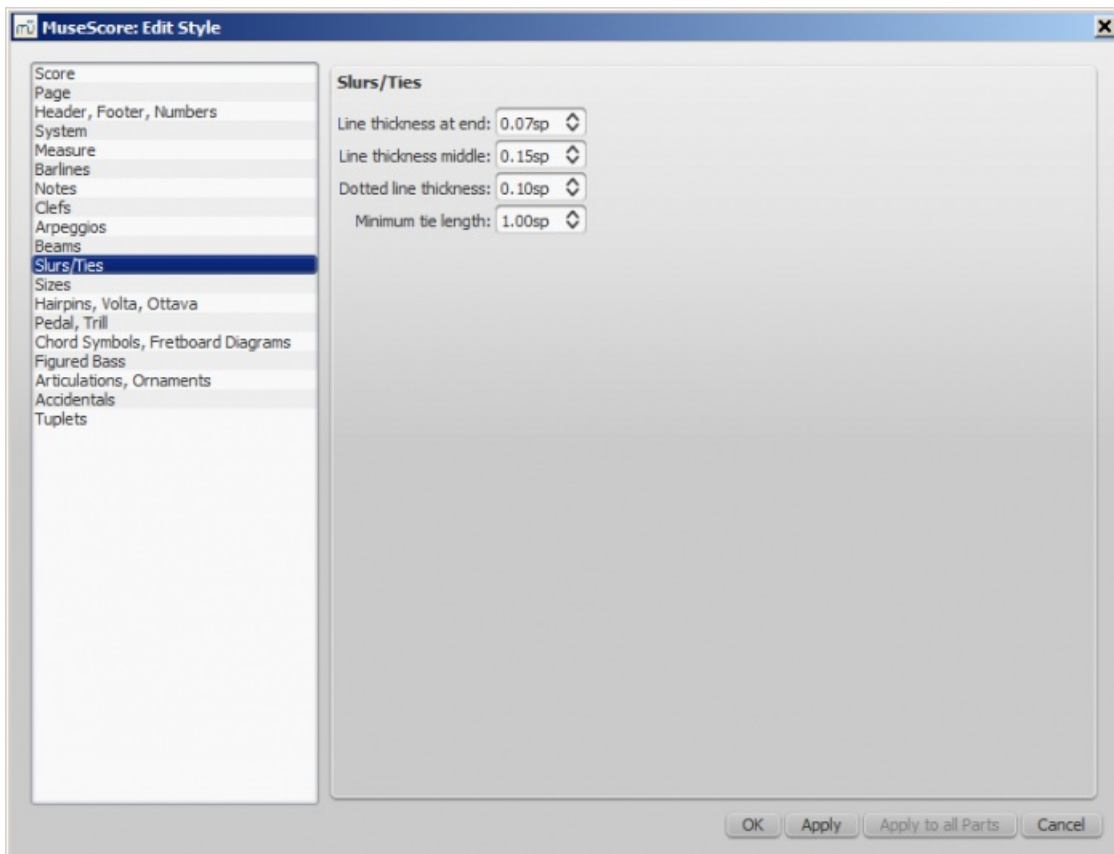 MuseScore: Edit Style
Score
Page
Header, Footer, Numbers
System
Measure
Barlines
Notes
Clefs
Arpeggios
Beams
Slurs/Ties
Sizes
Hairpins, Volta, Ottava
Pedal, Trill
Chord Symbols, Fretboard Diagrams
Figured Bass
Articulations, Ornaments
Accidentals
Tuplets
Slurs/Ties
Line thickness at end: 0.07sp
Line thickness middle: 0.15sp
Dotted line thickness: 0.10sp
Minimum tie length: 1.00sp
OK Apply Apply to all Parts Cancel